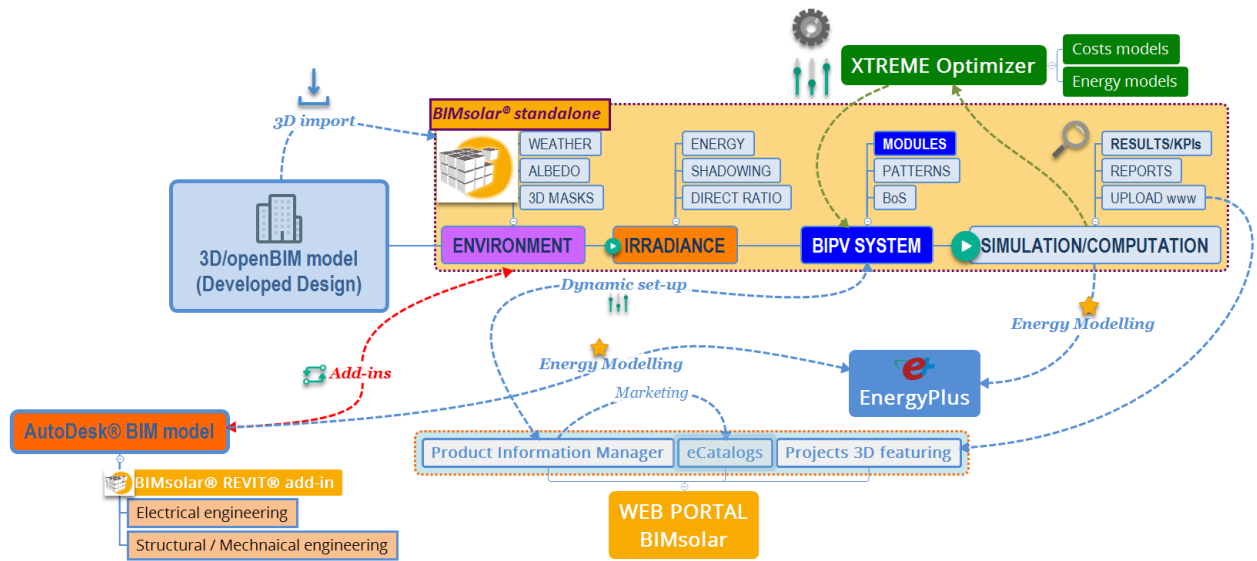 XTREME Optimizer
Costs models
Energy models
BIMsolar® standalone
3D import
WEATHER
ALBEDO
3D MASKS
ENERGY
SHADOWING
DIRECT RATIO
MODULES
PATTERNS
BoS
RESULTS/KPIs
REPORTS
UPLOAD www
3D/openBIM model
(Developed Design)
ENVIRONMENT
IRRADIANCE
BIPV SYSTEM
SIMULATION/COMPUTATION
Dynamic set-up
Energy Modelling
Energy Modelling
Add-ins
Marketing
e+
EnergyPlus
AutoDesk® BIM model
Product Information Manager
eCatalogs
Projects 3D featuring
BIMsolar® REVIT® add-in
Electrical engineering
Structural / Mechnaical engineering
WEB PORTAL
BIMsolar